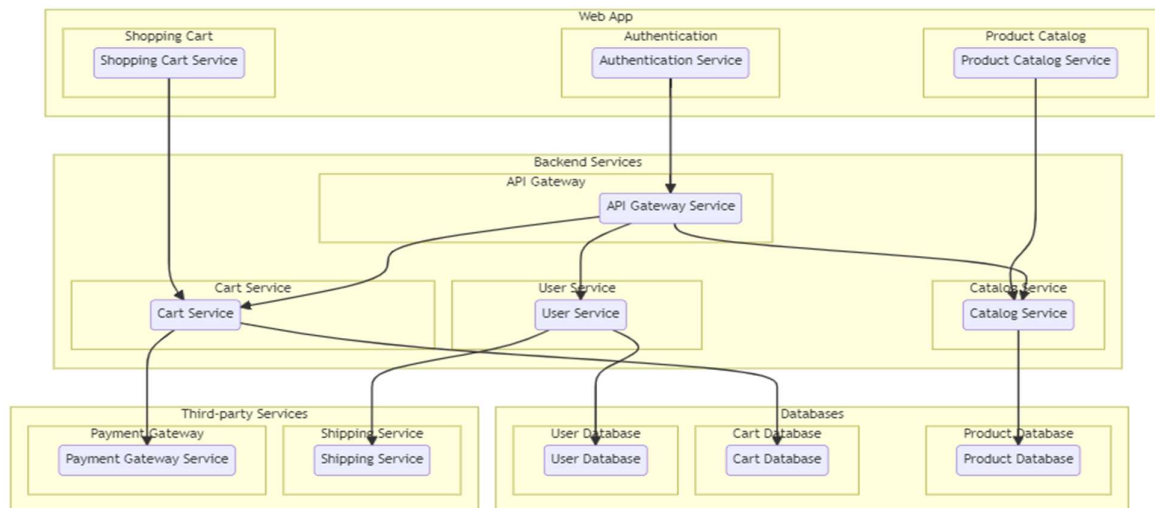 Web App
Shopping Cart
Authentication
Product Catalog
Shopping Cart Service
Authentication Service
Product Catalog Service
Backend Services
API Gateway
API Gateway Service
Cart Service
User Service
Catalog Service
Cart Service
User Service
Catalog Service
Third-party Services
Databases
Payment Gateway
Shipping Service
User Database
Cart Database
Product Database
Payment Gateway Service
Shipping Service
User Database
Cart Database
Product Database